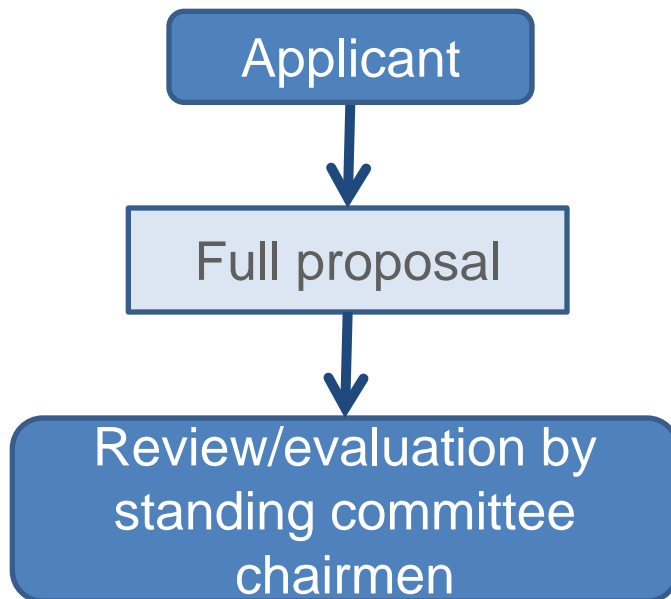 Applicant
Full proposal
Review/evaluation by
standing committee
chairmen